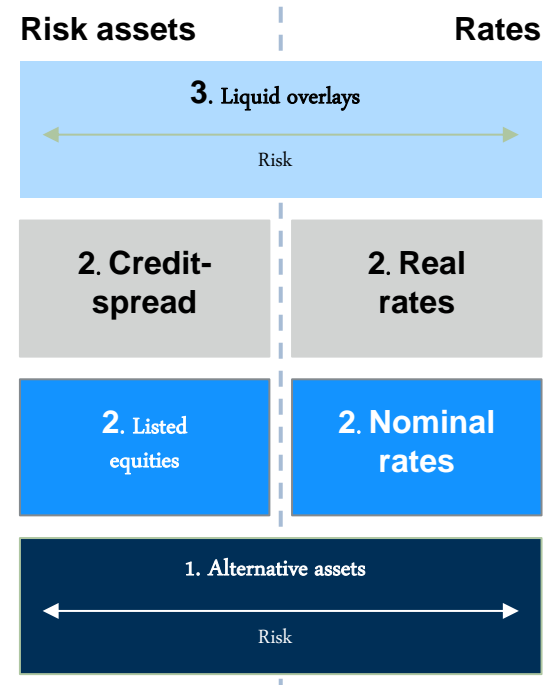 Risk assets
Rates
3. Liquid overlays
Risk
2. Credit-
spread
2. Real
rates
2. Listed
equities
2. Nominal
rates
1. Alternative assets
Risk